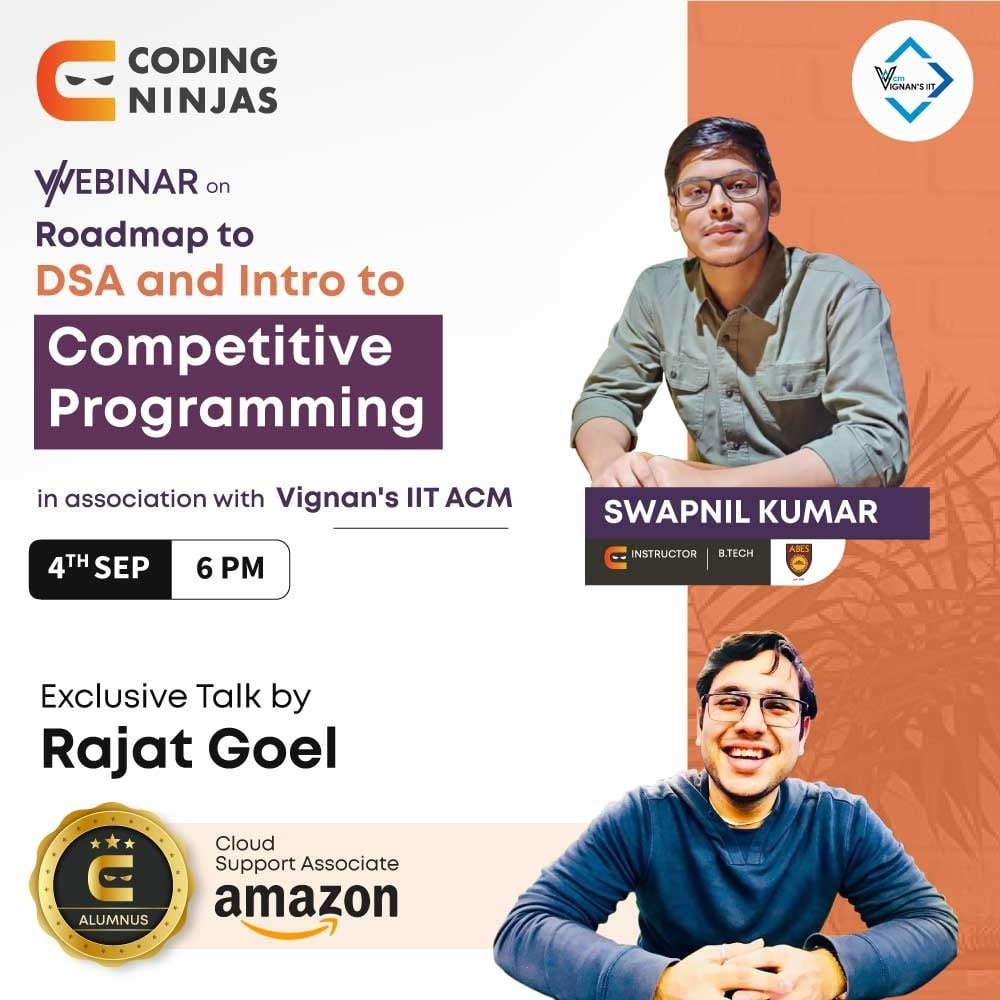 CODING
NINJAS
Wcm
VIGNAN'S IIT
WEBINAR on
Roadmap to
DSA and Intro to
Competitive
Programming
in association with Vignan's IIT ACM
4TH SEP 6 PM
SWAPNIL KUMAR
INSTRUCTOR | B.TECH
ABES
Exclusive Talk by
Rajat Goel
ALUMNUS
Cloud
Support Associate
amazon